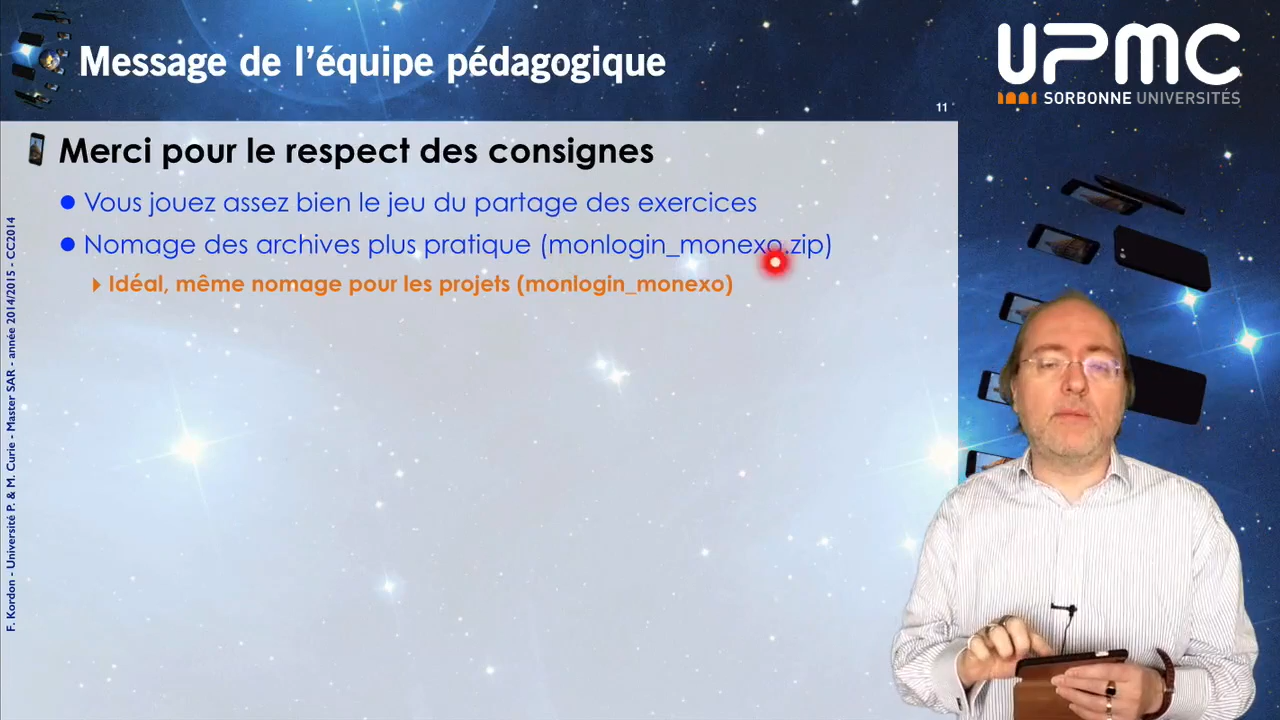 Message de l'équipe pédagogique
UPMC
SORBONNE UNIVERSITÉS
11
Merci pour le respect des consignes
Vous jouez assez bien le jeu du partage des exercices
Nomage des archives plus pratique (monlogin_monexo.zip)
Idéal, même nomage pour les projets (monlogin_monexo)
F. Kordon - Université P. & M. Curie - Master SAR - année 2014/2015 - CC2014